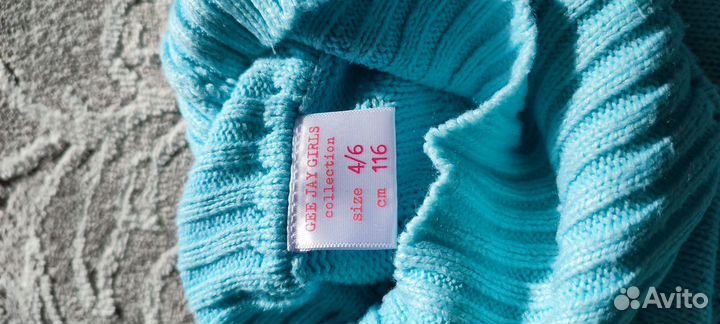 GEE JAY GIRLS
collection
size 4/6
cm 116
Avito